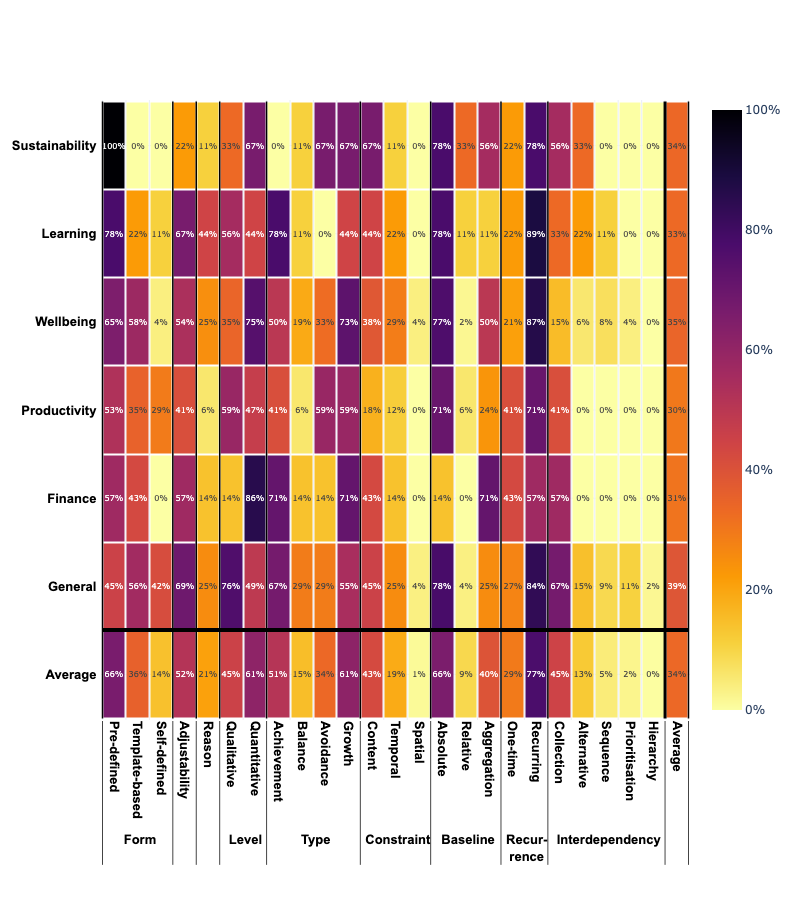 100%
Sustainability 100% 0% 0% 22% 11% 33% 67% 0% 11% 67% 67% 67% 11% 0% 78% 33% 56% 22% 78% 56% 33% 0% 0% 0% 34%
80%
Learning 78% 22% 11% 67% 44% 56% 44% 78% 11% 0% 44% 44% 22% 0% 78% 11% 11% 22% 89% 33% 22% 11% 0% 0% 33%
Wellbeing 65% 58% 4% 54% 25% 35% 75% 50% 19% 33% 73% 38% 29% 4% 77% 2% 50% 21% 87% 15% 6% 8% 4% 0% 35%
60%
Productivity 53% 35% 29% 41% 6% 59% 47% 41% 6% 59% 59% 18% 12% 0% 71% 6% 24% 41% 71% 41% 0% 0% 0% 0% 30%
40%
Finance 57% 43% 0% 57% 14% 14% 86% 71% 14% 14% 71% 43% 14% 0% 14% 0% 71% 43% 57% 57% 0% 0% 0% 0% 31%
General 45% 56% 42% 69% 25% 76% 49% 67% 29% 29% 55% 45% 25% 4% 78% 4% 25% 27% 84% 67% 15% 9% 11% 2% 39%
20%
Average 66% 36% 14% 52% 21% 45% 61% 51% 15% 34% 61% 43% 19% 1% 66% 9% 40% 29% 77% 45% 13% 5% 2% 0% 34%
0%
Pre-defined
Template-based
Self-defined
Adjustability
Reason
Qualitative
Quantitative
Achievement
Balance
Avoidance
Growth
Content
Temporal
Spatial
Absolute
Relative
Aggregation
One-time
Recurring
Collection
Alternative
Sequence
Prioritisation
Hierarchy
Average
Form Level Type Constraint Baseline Recur- Interdependency
rence